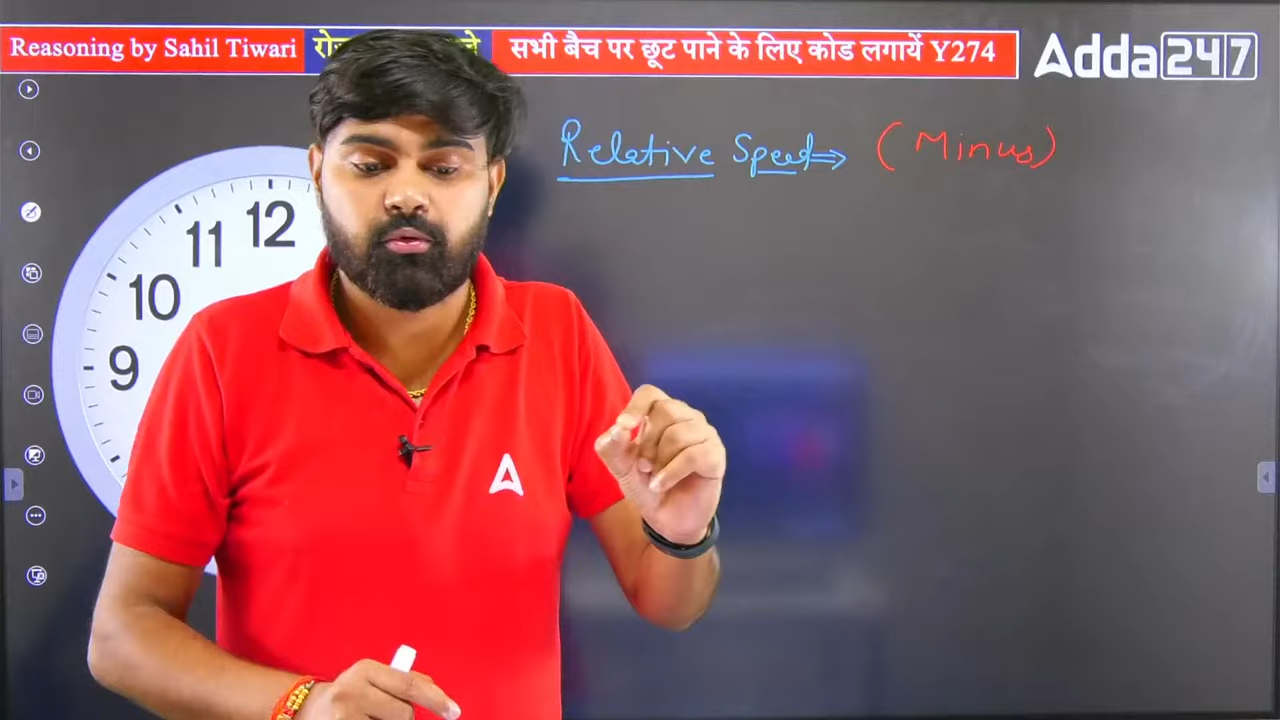 Reasoning by Sahil Tiwari
सभी बैच पर छूट पाने के लिए कोड लगायें Y274
Adda247
Relative Speed ⇒ (Minus)
12
11
10
9